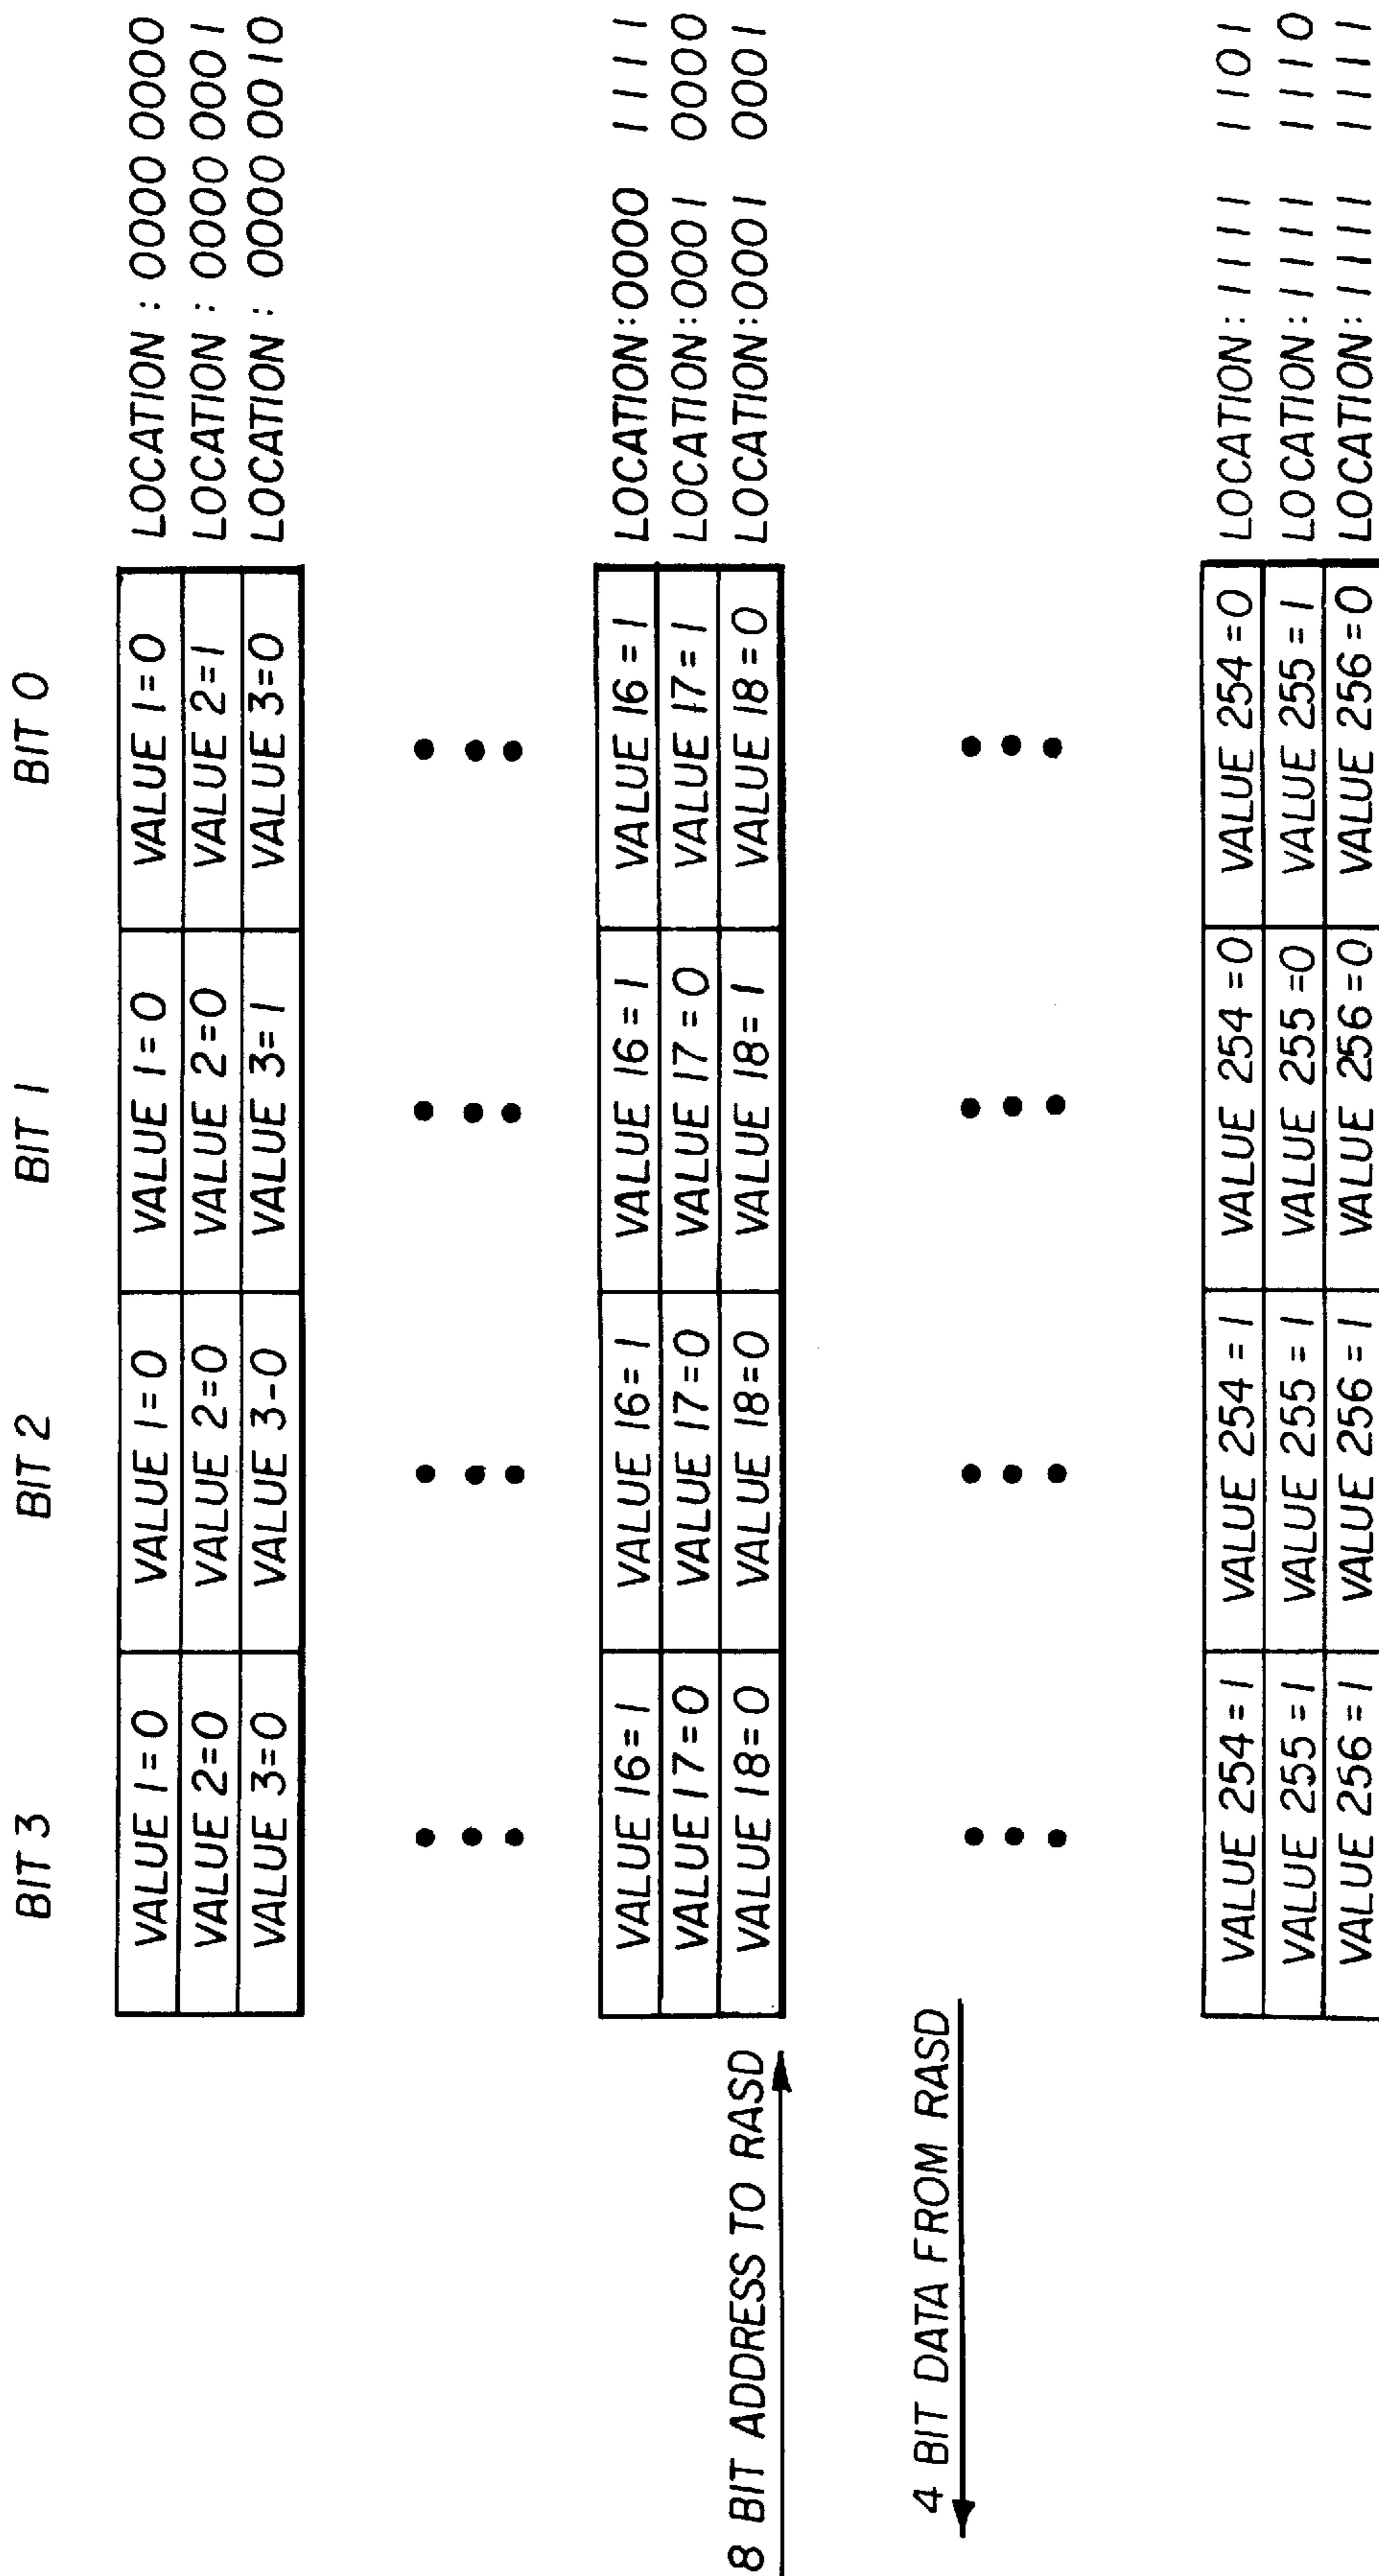 BIT 3 BIT 2 BIT 1 BIT 0
VALUE 1=0 VALUE 1=0 VALUE 1=0 VALUE 1=0 LOCATION: 0000 0000
VALUE 2=0 VALUE 2=0 VALUE 2=0 VALUE 2=1 LOCATION: 0000 0001
VALUE 3=0 VALUE 3-0 VALUE 3=1 VALUE 3=0 LOCATION: 0000 0010
VALUE 16=1 VALUE 16=1 VALUE 16=1 VALUE 16=1 LOCATION:0000 1111
VALUE 17=0 VALUE 17=0 VALUE 17=0 VALUE 17=1 LOCATION:0001 0000
VALUE 18=0 VALUE 18=0 VALUE 18=1 VALUE 18=0 LOCATION:0001 0001
8 BIT ADDRESS TO RASD
4 BIT DATA FROM RASD
VALUE 254=1 VALUE 254=1 VALUE 254=0 VALUE 254=0 LOCATION:1111 1101
VALUE 255=1 VALUE 255=1 VALUE 255=0 VALUE 255=1 LOCATION:1111 1110
VALUE 256=1 VALUE 256=1 VALUE 256=0 VALUE 256=0 LOCATION:1111 1111